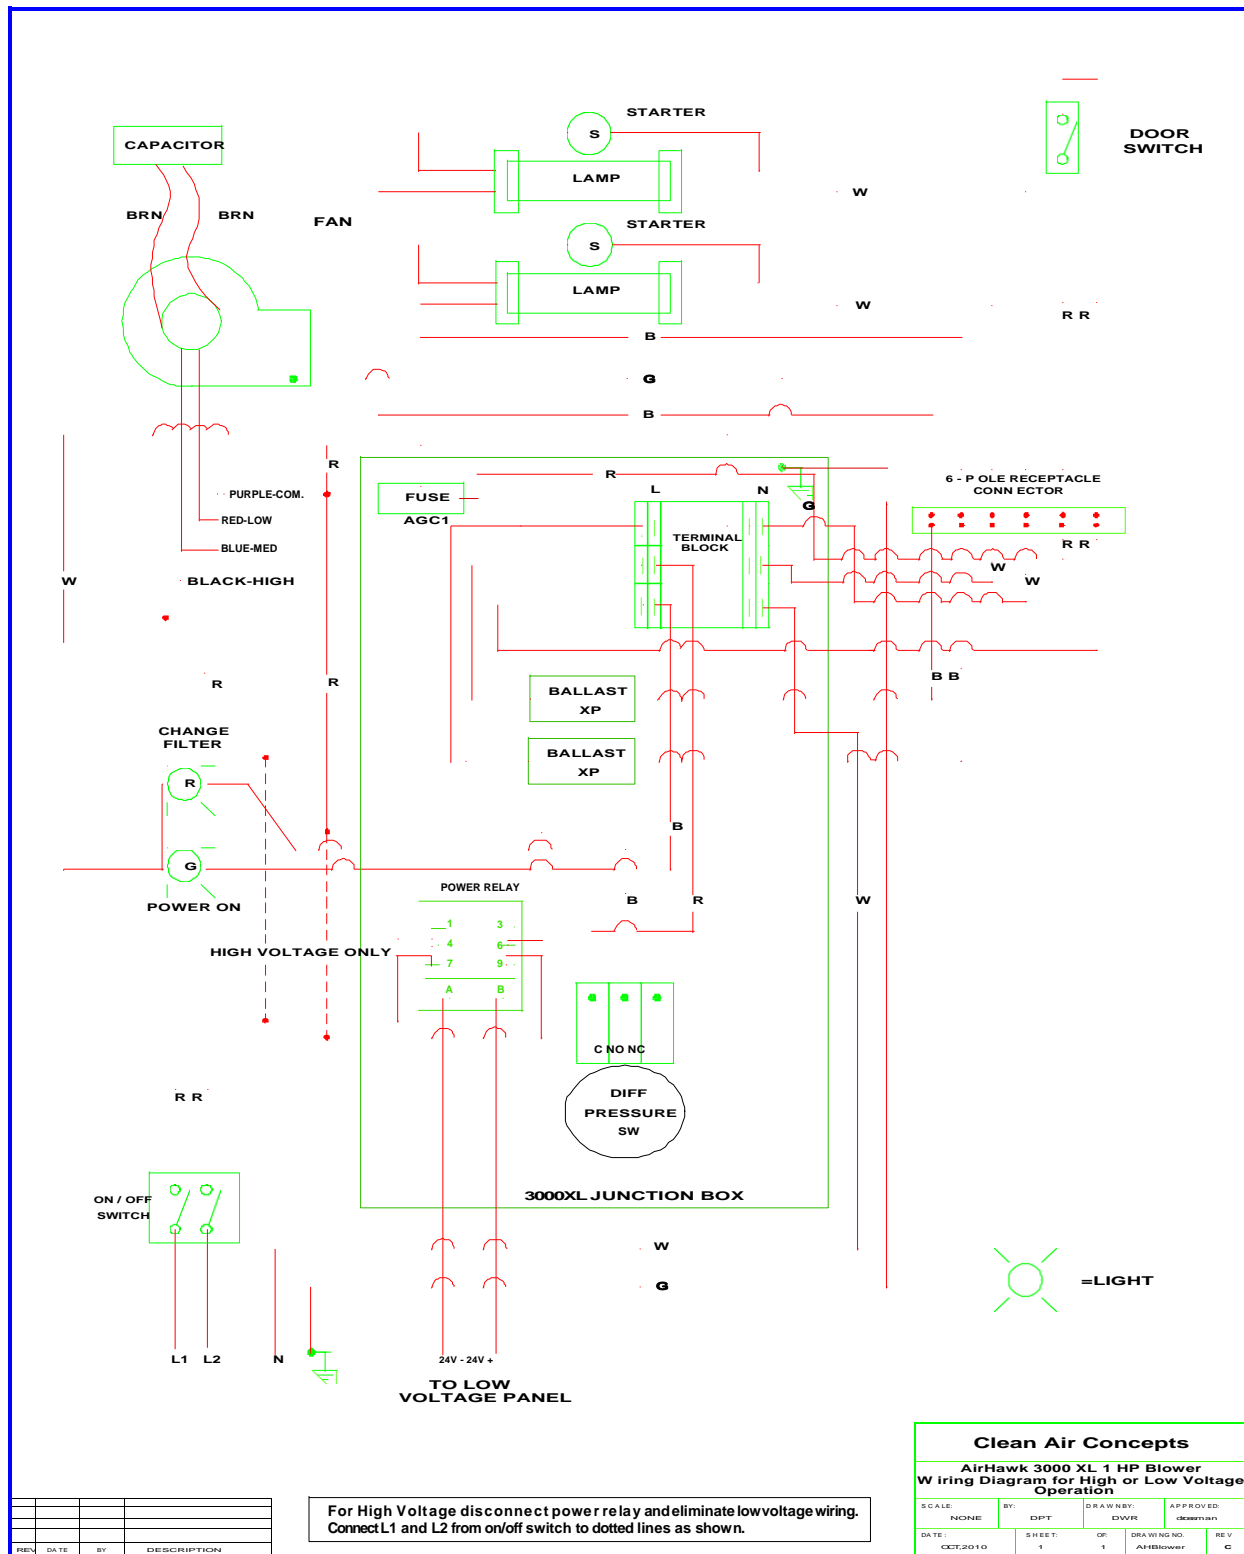 STARTER
S
CAPACITOR
DOOR
SWITCH
LAMP
W
BRN
BRN
FAN
STARTER
S
LAMP
W
R R
B
G
B
R
R
6 - P OLE RECEPTACLE
CONN ECTOR
L
N
PURPLE-COM.
FUSE
AGC1
G
RED-LOW
TERMINAL
BLOCK
R R
BLUE-MED
W
BLACK-HIGH
W
W
R
R
B B
BALLAST
XP
CHANGE
FILTER
BALLAST
XP
R
B
G
POWER ON
POWER RELAY
B
R
W
1
3
4
6
7
9
HIGH VOLTAGE ONLY
A
B
C NO NC
R R
DIFF
PRESSURE
SW
ON / OFF
SWITCH
3000XL JUNCTION BOX
W
G
=LIGHT
L1 L2
N
24V - 24V +
TO LOW
VOLTAGE PANEL
Clean Air Concepts
AirHawk 3000 XL 1 HP Blower
W iring Diagram for High or Low Voltage
Operation
SCALE: NONE
BY: DPT
DRAWN BY: DWR
APPROVED:
DATE: OCT,2010
SHEET: 1
OF: 1
DRAWING NO. AHBlower
REV C
For High Voltage disconnect power relay and eliminate low voltage wiring.
Connect L1 and L2 from on/off switch to dotted lines as shown.
REV DATE BY DESCRIPTION